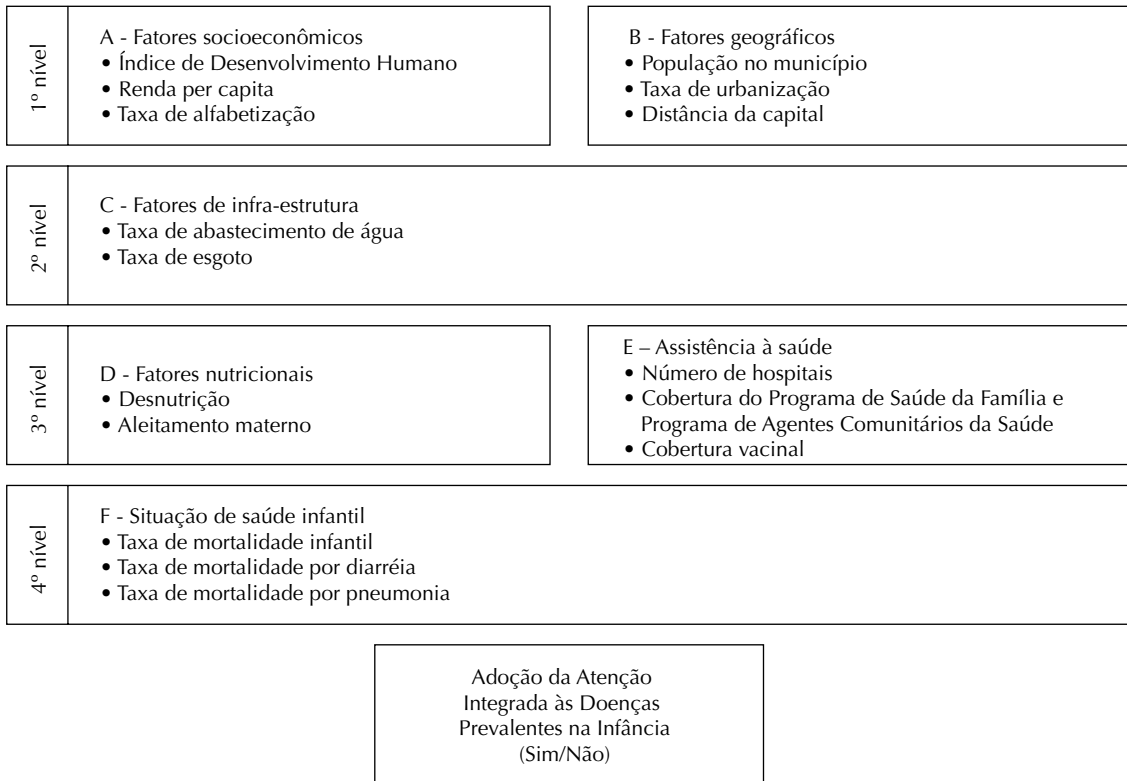 1º nível
A - Fatores socioeconômicos
• Índice de Desenvolvimento Humano
• Renda per capita
• Taxa de alfabetização
B - Fatores geográficos
• População no município
• Taxa de urbanização
• Distância da capital
2º nível
C - Fatores de infra-estrutura
• Taxa de abastecimento de água
• Taxa de esgoto
3º nível
D - Fatores nutricionais
• Desnutrição
• Aleitamento materno
E – Assistência à saúde
• Número de hospitais
• Cobertura do Programa de Saúde da Família e
Programa de Agentes Comunitários da Saúde
• Cobertura vacinal
4º nível
F - Situação de saúde infantil
• Taxa de mortalidade infantil
• Taxa de mortalidade por diarréia
• Taxa de mortalidade por pneumonia
Adoção da Atenção
Integrada às Doenças
Prevalentes na Infância
(Sim/Não)